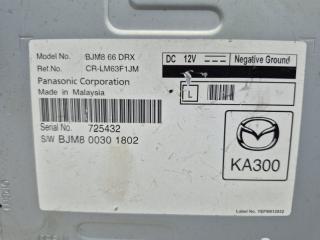 Model No. BJM8 66 DRX
Ref.No. CR-LM63F1JM
Panasonic Corporation
Made in Malaysia
DC 12V Negative Ground
L
Serial No. 725432
S/W BJM8 0030 1802
KA300